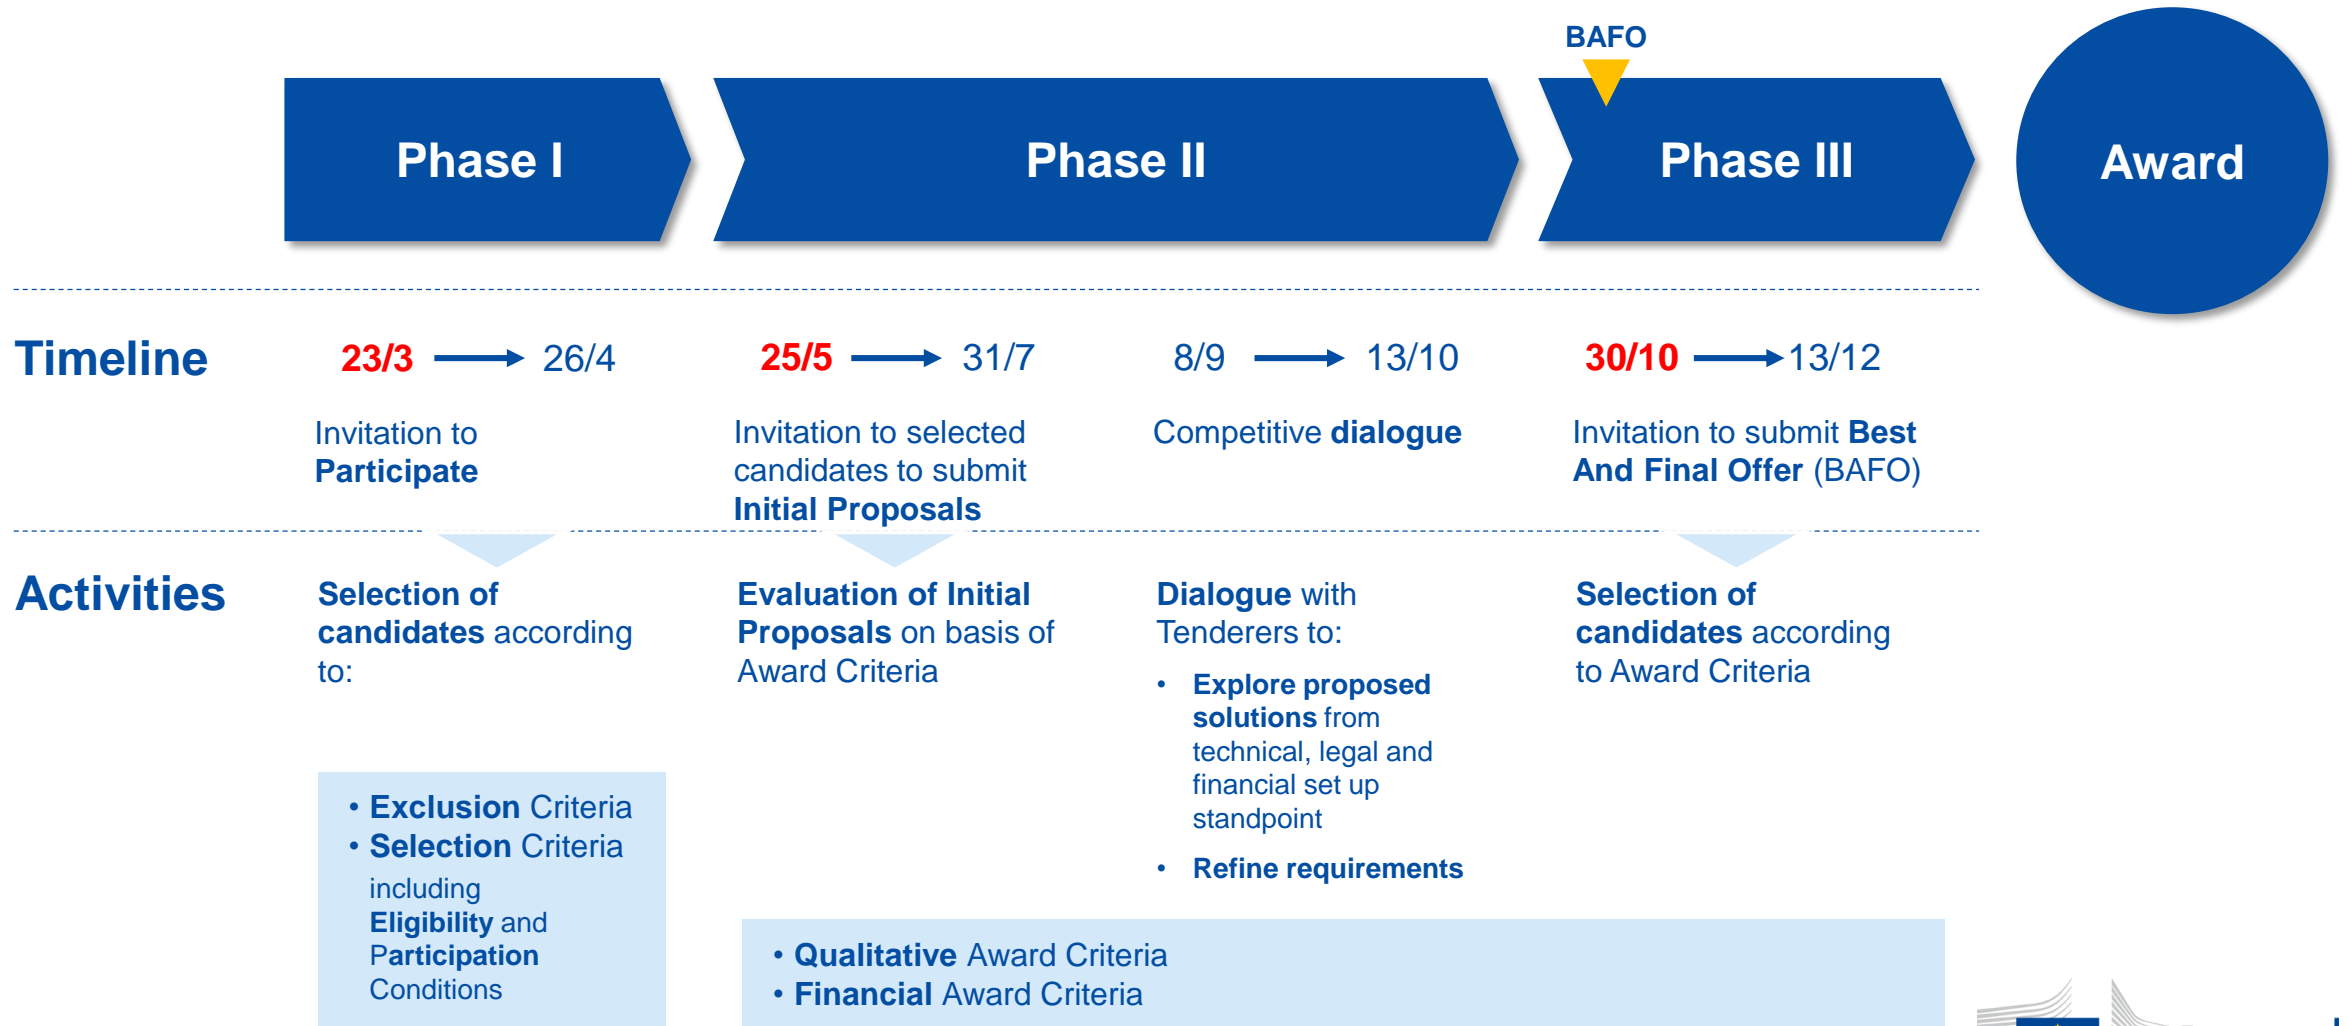 BAFO
Phase I
Phase II
Phase III
Award
Timeline
23/3
26/4
25/5
31/7
8/9
13/10
30/10
13/12
Invitation to
Participate
Invitation to selected
candidates to submit
Initial Proposals
Competitive dialogue
Invitation to submit Best
And Final Offer (BAFO)
Activities
Selection of
candidates according
to:
• Exclusion Criteria
• Selection Criteria
including
Eligibility and
Participation
Conditions
Evaluation of Initial
Proposals on basis of
Award Criteria
Dialogue with
Tenderers to:
• Explore proposed
solutions from
technical, legal and
financial set up
standpoint
• Refine requirements
Selection of
candidates according
to Award Criteria
• Qualitative Award Criteria
• Financial Award Criteria